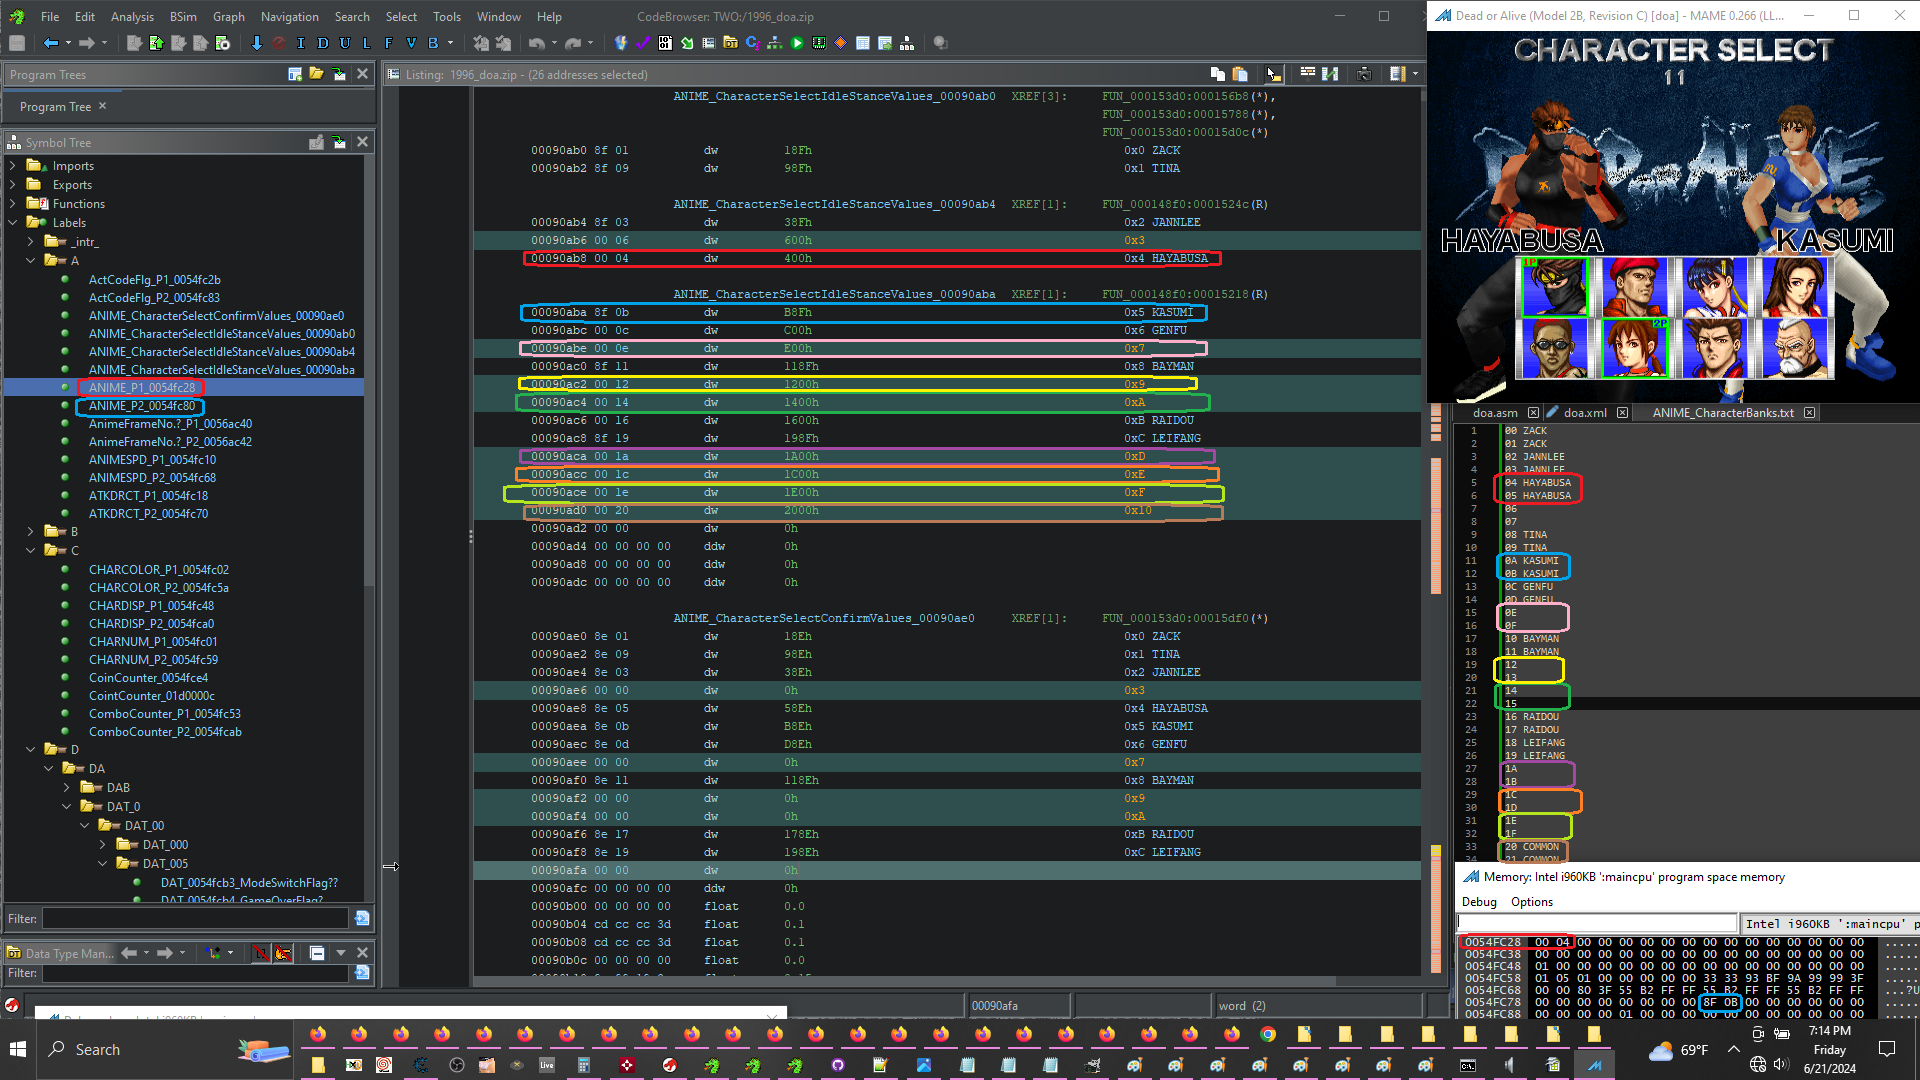 File Edit Analysis BSim Graph Navigation Search Select Tools Window Help
CodeBrowser: TWO:/1996_doa.zip
Program Trees
Program Tree
Symbol Tree
Imports
Exports
Functions
Labels
_intr_
A
ActCodeFlg_P1_0054fc2b
ActCodeFlg_P2_0054fc83
ANIME_CharacterSelectConfirmValues_00090ae0
ANIME_CharacterSelectIdleStanceValues_00090ab0
ANIME_CharacterSelectIdleStanceValues_00090ab4
ANIME_CharacterSelectIdleStanceValues_00090aba
ANIME_P1_0054fc28
ANIME_P2_0054fc80
AnimeFrameNo.?_P1_0056ac40
AnimeFrameNo.?_P2_0056ac42
ANIMESPD_P1_0054fc10
ANIMESPD_P2_0054fc68
ATKDRCT_P1_0054fc18
ATKDRCT_P2_0054fc70
B
C
CHARCOLOR_P1_0054fc02
CHARCOLOR_P2_0054fc5a
CHARDISP_P1_0054fc48
CHARDISP_P2_0054fca0
CHARNUM_P1_0054fc01
CHARNUM_P2_0054fc59
CoinCounter_0054fce4
CointCounter_01d0000c
ComboCounter_P1_0054fc53
ComboCounter_P2_0054fcab
D
DA
DAB
DAT_0
DAT_00
DAT_000
DAT_005
DAT_0054fcb3_ModeSwitchFlag??
DAT_0054fcb4_GameOverFlag?
Filter:
Data Type Man...
Filter:
Listing: 1996_doa.zip - (26 addresses selected)
ANIME_CharacterSelectIdleStanceValues_00090ab0 XREF[3]: FUN_000153d0:000156b8(*),
FUN_000153d0:00015788(*),
FUN_000153d0:00015d0c(*)
00090ab0 8f 01 dw 18Fh 0x0 ZACK
00090ab2 8f 09 dw 98Fh 0x1 TINA
ANIME_CharacterSelectIdleStanceValues_00090ab4 XREF[1]: FUN_000148f0:0001524c(R)
00090ab4 8f 03 dw 38Fh 0x2 JANNLEE
00090ab6 00 06 dw 600h 0x3
00090ab8 00 04 dw 400h 0x4 HAYABUSA
ANIME_CharacterSelectIdleStanceValues_00090aba XREF[1]: FUN_000148f0:00015218(R)
00090aba 8f 0b dw B8Fh 0x5 KASUMI
00090abc 00 0c dw C00h 0x6 GENFU
00090abe 00 0e dw E00h 0x7
00090ac0 8f 11 dw 118Fh 0x8 BAYMAN
00090ac2 00 12 dw 1200h 0x9
00090ac4 00 14 dw 1400h 0xA
00090ac6 00 16 dw 1600h 0xB RAIDOU
00090ac8 8f 19 dw 198Fh 0xC LEIFANG
00090aca 00 1a dw 1A00h 0xD
00090acc 00 1c dw 1C00h 0xE
00090ace 00 1e dw 1E00h 0xF
00090ad0 00 20 dw 2000h 0x10
00090ad2 00 00 dw 0h
00090ad4 00 00 00 00 ddw 0h
00090ad8 00 00 00 00 ddw 0h
00090adc 00 00 00 00 ddw 0h
ANIME_CharacterSelectConfirmValues_00090ae0 XREF[1]: FUN_000153d0:00015df0(*)
00090ae0 8e 01 dw 18Eh 0x0 ZACK
00090ae2 8e 09 dw 98Eh 0x1 TINA
00090ae4 8e 03 dw 38Eh 0x2 JANNLEE
00090ae6 00 00 dw 0h 0x3
00090ae8 8e 05 dw 58Eh 0x4 HAYABUSA
00090aea 8e 0b dw B8Eh 0x5 KASUMI
00090aec 8e 0d dw D8Eh 0x6 GENFU
00090aee 00 00 dw 0h 0x7
00090af0 8e 11 dw 118Eh 0x8 BAYMAN
00090af2 00 00 dw 0h 0x9
00090af4 00 00 dw 0h 0xA
00090af6 8e 17 dw 178Eh 0xB RAIDOU
00090af8 8e 19 dw 198Eh 0xC LEIFANG
00090afa 00 00 dw 0h
00090afc 00 00 00 00 ddw 0h
00090b00 00 00 00 00 float 0.0
00090b04 cd cc cc 3d float 0.1
00090b08 cd cc cc 3d float 0.1
00090b0c 00 00 00 00 float 0.0
00090afa
word (2)
Dead or Alive (Model 2B, Revision C) [doa] - MAME 0.266 (LL...
CHARACTER SELECT
11
DEAD OR ALIVE
HAYABUSA KASUMI
1P
2P
doa.asm doa.xml ANIME_CharacterBanks.txt
1 00 ZACK
2 01 ZACK
3 02 JANNLEE
4 03 JANNLEE
5 04 HAYABUSA
6 05 HAYABUSA
7 06
8 07
9 08 TINA
10 09 TINA
11 0A KASUMI
12 0B KASUMI
13 0C GENFU
14 0D GENFU
15 0E
16 0F
17 10 BAYMAN
18 11 BAYMAN
19 12
20 13
21 14
22 15
23 16 RAIDOU
24 17 RAIDOU
25 18 LEIFANG
26 19 LEIFANG
27 1A
28 1B
29 1C
30 1D
31 1E
32 1F
33 20 COMMON
34 21 COMMON
Memory: Intel i960KB ':maincpu' program space memory
Debug Options
Intel i960KB ':maincpu' p
0054FC28 00 04 00 00 00 00 00 00 00 00 00 00 00 00 00 00
0054FC38 00 00 00 00 00 00 00 00 00 00 00 00 00 00 00 00
0054FC48 01 00 00 00 00 00 00 00 00 00 00 00 00 00 00 00
0054FC58 01 05 01 00 00 00 00 00 33 33 93 BF 9A 99 99 3F
0054FC68 00 00 80 3F 55 B2 FF FF 55 B2 FF FF 55 B2 FF FF ...?U
0054FC78 00 00 00 00 00 00 00 00 8F 0B 00 00 00 00 00 00
0054FC88 00 00 00 00 01 00 00 00 00 00 00 00 00 00 00 00
Search
Live
69°F
7:14 PM
Friday
6/21/2024